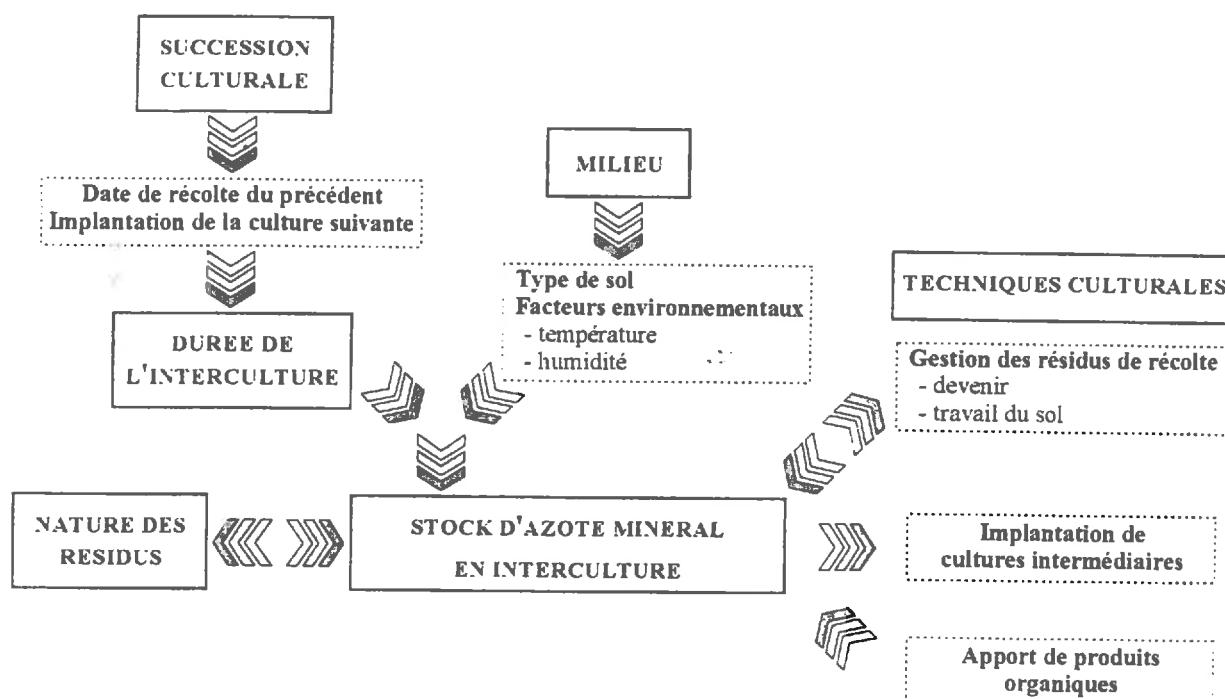 SUCCESSION
CULTURALE
Date de récolte du précédent
Implantation de la culture suivante
DUREE DE
L'INTERCULTURE
MILIEU
Type de sol
Facteurs environnementaux
- température
- humidité
TECHNIQUES CULTURALES
Gestion des résidus de récolte
- devenir
- travail du sol
NATURE DES
RESIDUS
STOCK D'AZOTE MINERAL
EN INTERCULTURE
Implantation de
cultures intermédiaires
Apport de produits
organiques